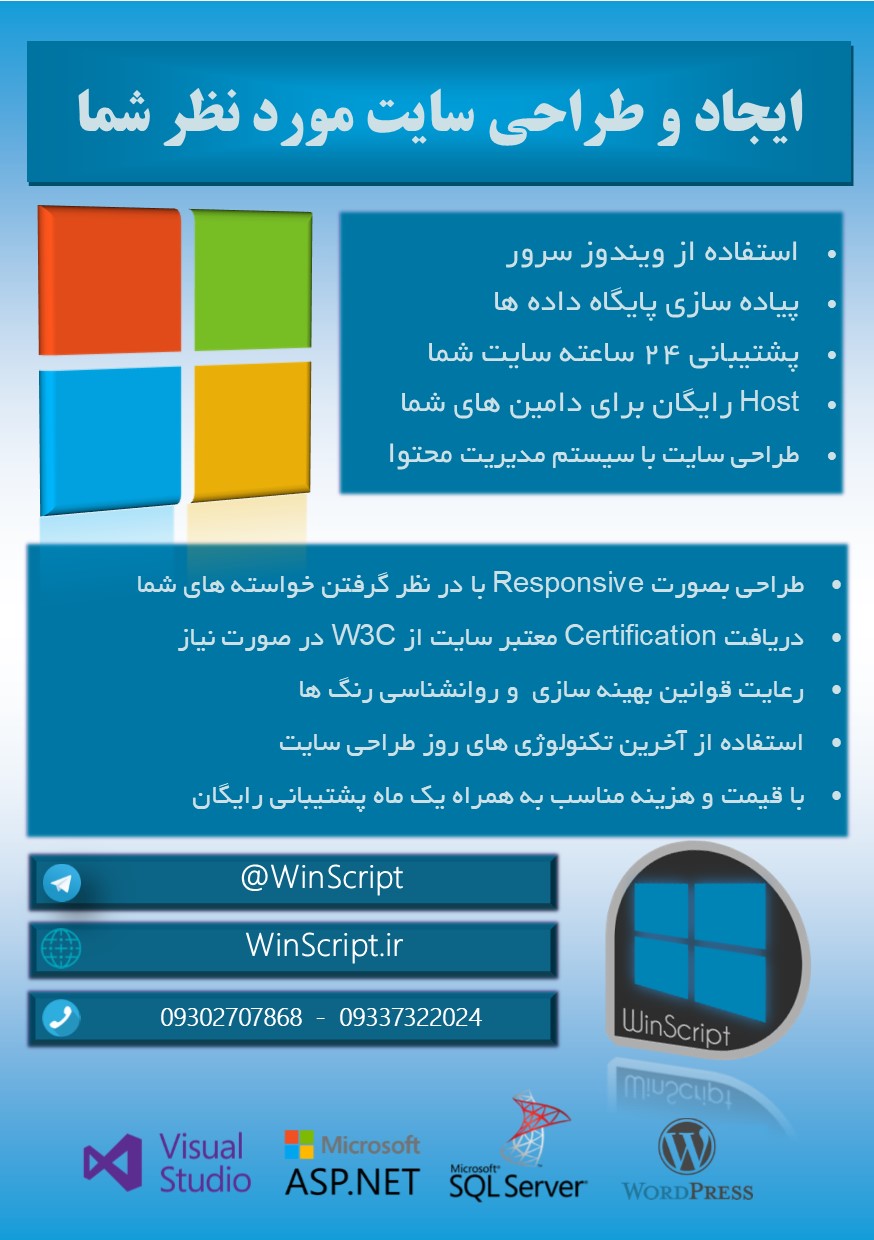 ایجاد و طراحی سایت مورد نظر شما
• استفاده از ویندوز سرور
• پیاده سازی پایگاه داده ها
• پشتیبانی ۲۴ ساعته سایت شما
• Host رایگان برای دامین های شما
• طراحی سایت با سیستم مدیریت محتوا
• طراحی بصورت Responsive با در نظر گرفتن خواسته های شما
• دریافت Certification معتبر سایت از W3C در صورت نیاز
• رعایت قوانین بهینه سازی و روانشناسی رنگ ها
• استفاده از آخرین تکنولوژی های روز طراحی سایت
• با قیمت و هزینه مناسب به همراه یک ماه پشتیبانی رایگان
@WinScript
WinScript.ir
09302707868 - 09337322024
WinScript
Visual
Studio
Microsoft
ASP.NET
Microsoft®
SQL Server®
WORDPRESS